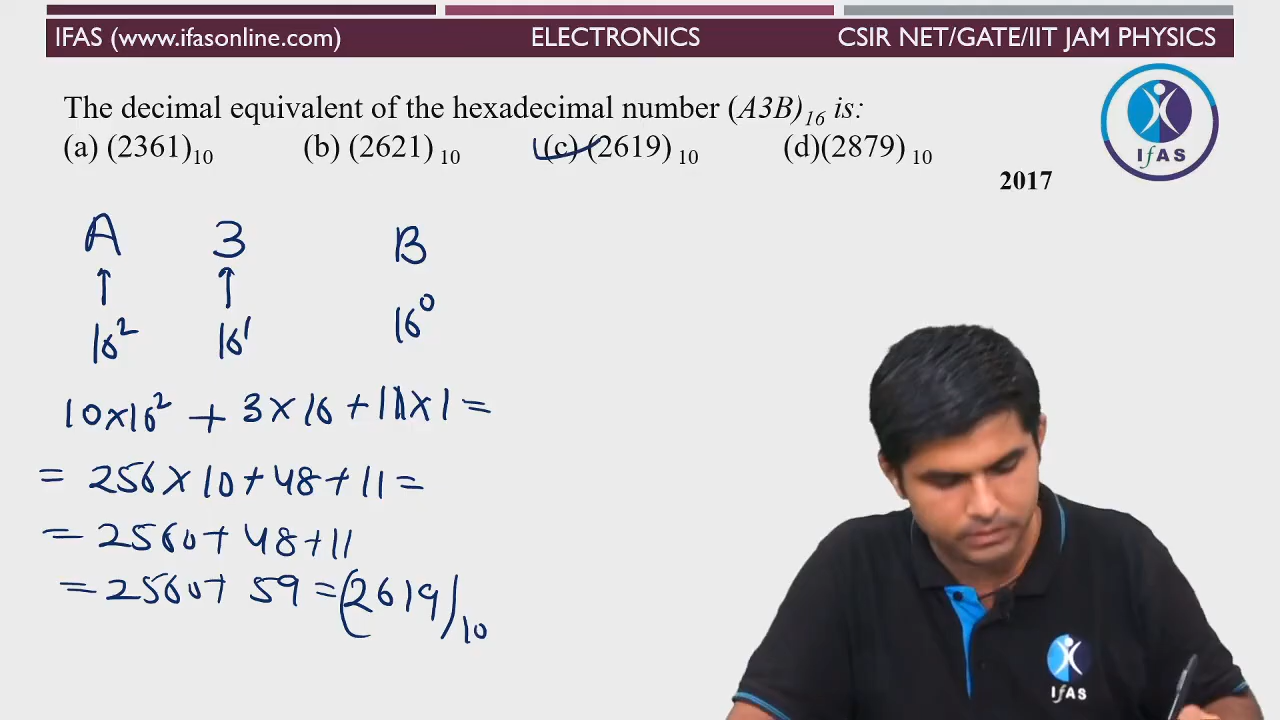 IFAS (www.ifasonline.com) ELECTRONICS CSIR NET/GATE/IIT JAM PHYSICS
The decimal equivalent of the hexadecimal number (A3B)₁₆ is:
(a) (2361)₁₀ (b) (2621)₁₀ (c) (2619)₁₀ (d)(2879)₁₀
2017
IfAS
A 3 B
↑ ↑
16² 16¹ 16⁰
10×16² + 3×16 + 11×1 =
= 256×10+48+11=
= 2560+48+11
= 2560+ 59 = (2619)₁₀
IfAS